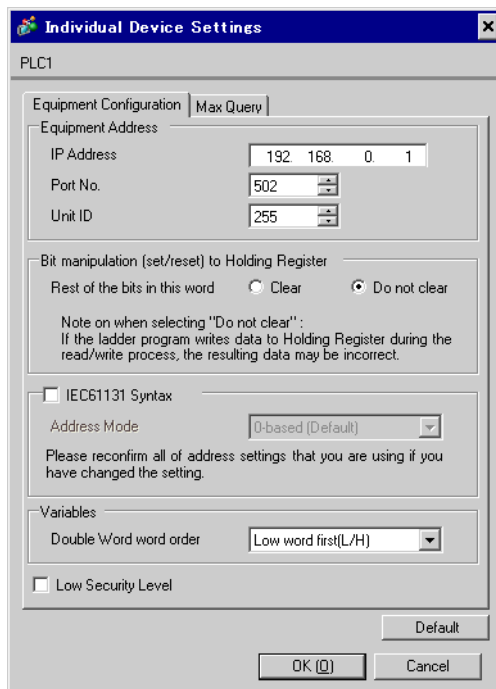 Individual Device Settings
PLC1
Equipment Configuration Max Query
Equipment Address
IP Address 192. 168. 0. 1
Port No. 502
Unit ID 255
Bit manipulation (set/reset) to Holding Register
Rest of the bits in this word Clear Do not clear
Note on when selecting "Do not clear" :
If the ladder program writes data to Holding Register during the
read/write process, the resulting data may be incorrect.
IEC61131 Syntax
Address Mode 0-based (Default)
Please reconfirm all of address settings that you are using if you
have changed the setting.
Variables
Double Word word order Low word first(L/H)
Low Security Level
Default
OK (O) Cancel